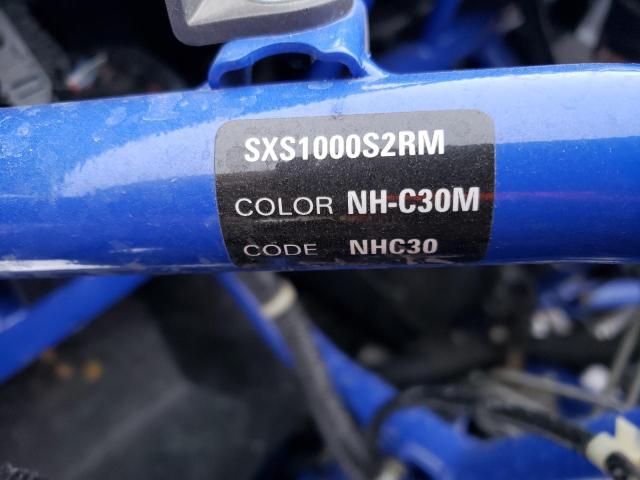 SXS1000S2RM
COLOR NH-C30M
CODE NHC30